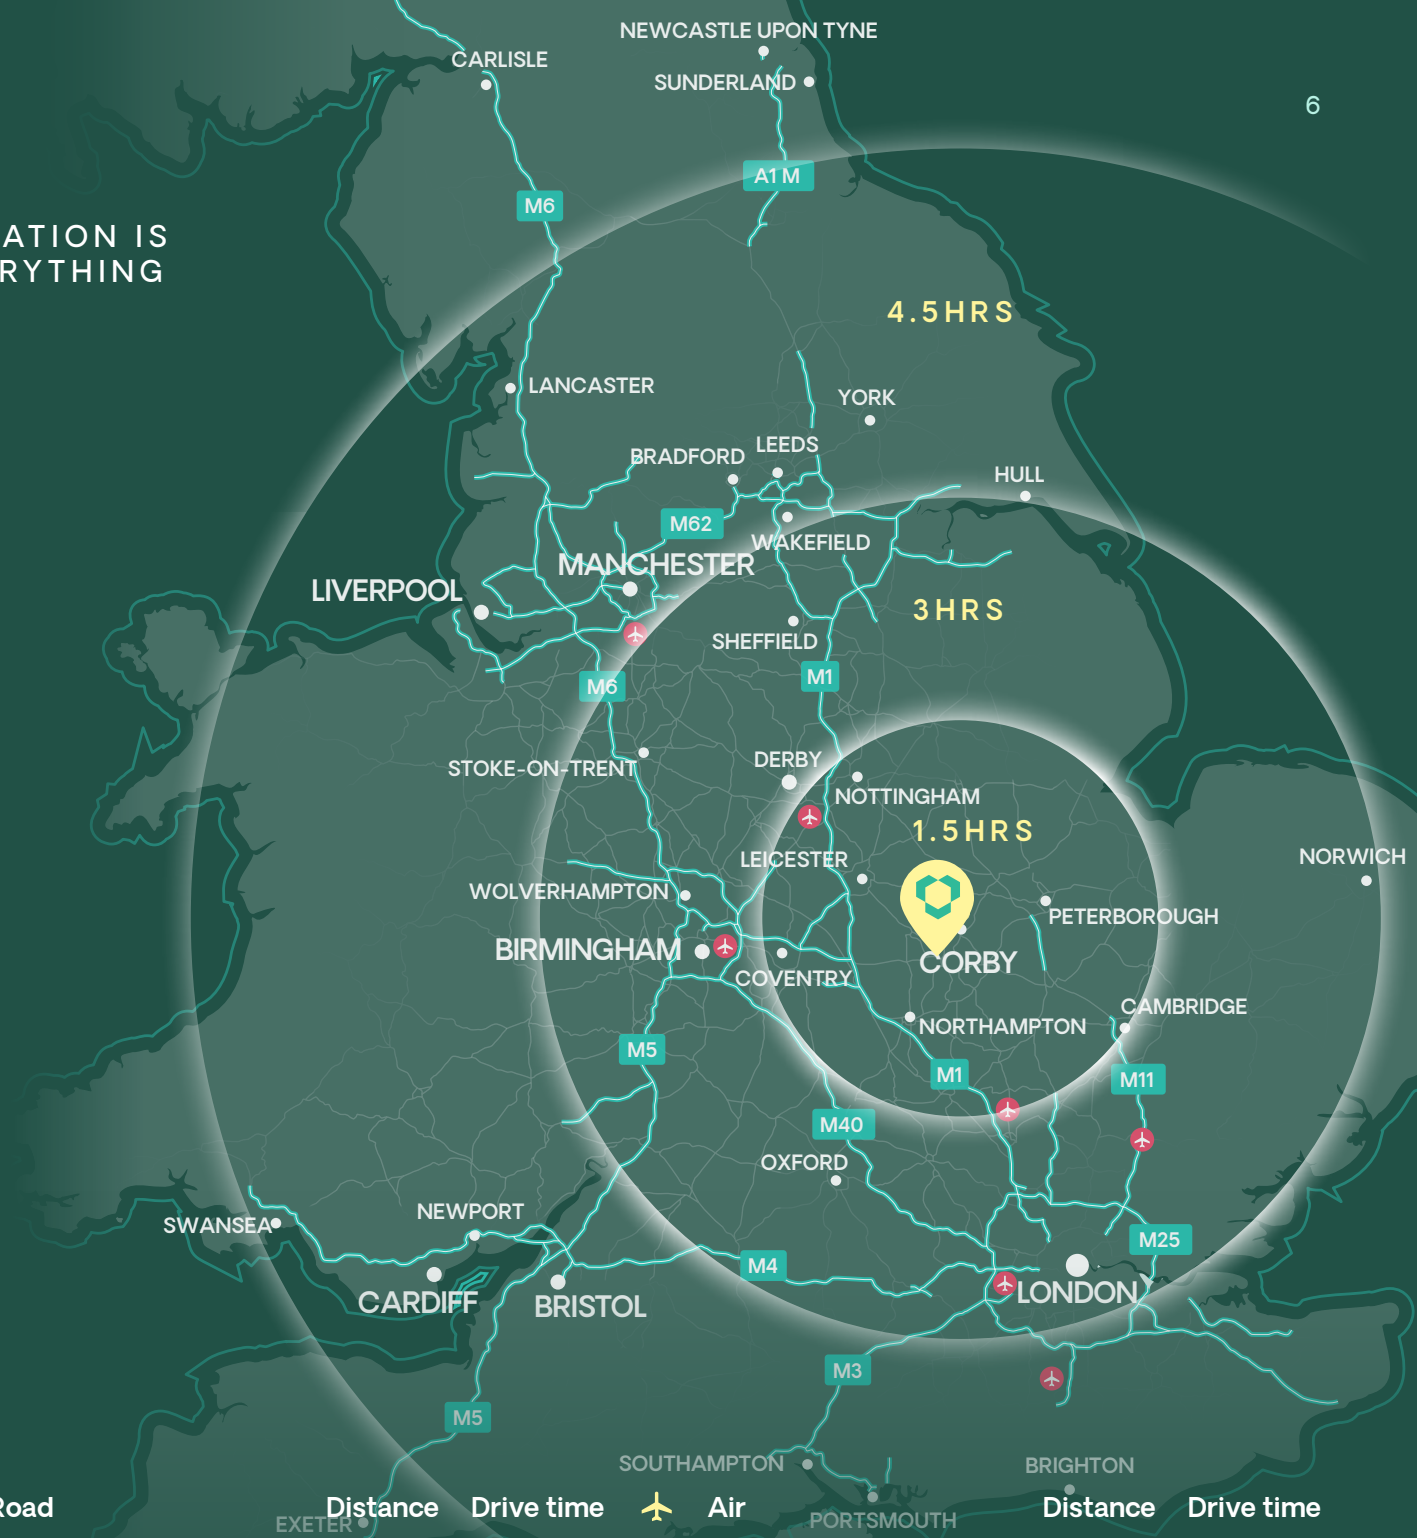 NEWCASTLE UPON TYNE
CARLISLE
SUNDERLAND
6
A1 M
M6
ATION IS
RYTHING
4.5HRS
LANCASTER
YORK
LEEDS
BRADFORD
HULL
M62
WAKEFIELD
MANCHESTER
LIVERPOOL
3HRS
SHEFFIELD
M1
M6
DERBY
STOKE-ON-TRENT
NOTTINGHAM
1.5HRS
LEICESTER
NORWICH
WOLVERHAMPTON
PETERBOROUGH
BIRMINGHAM
CORBY
COVENTRY
CAMBRIDGE
NORTHAMPTON
M5
M1
M11
M40
OXFORD
NEWPORT
SWANSEA
M25
M4
LONDON
CARDIFF
BRISTOL
M3
M5
SOUTHAMPTON
BRIGHTON
Road
Distance
Drive time
Air
Distance
Drive time
EXETER
PORTSMOUTH